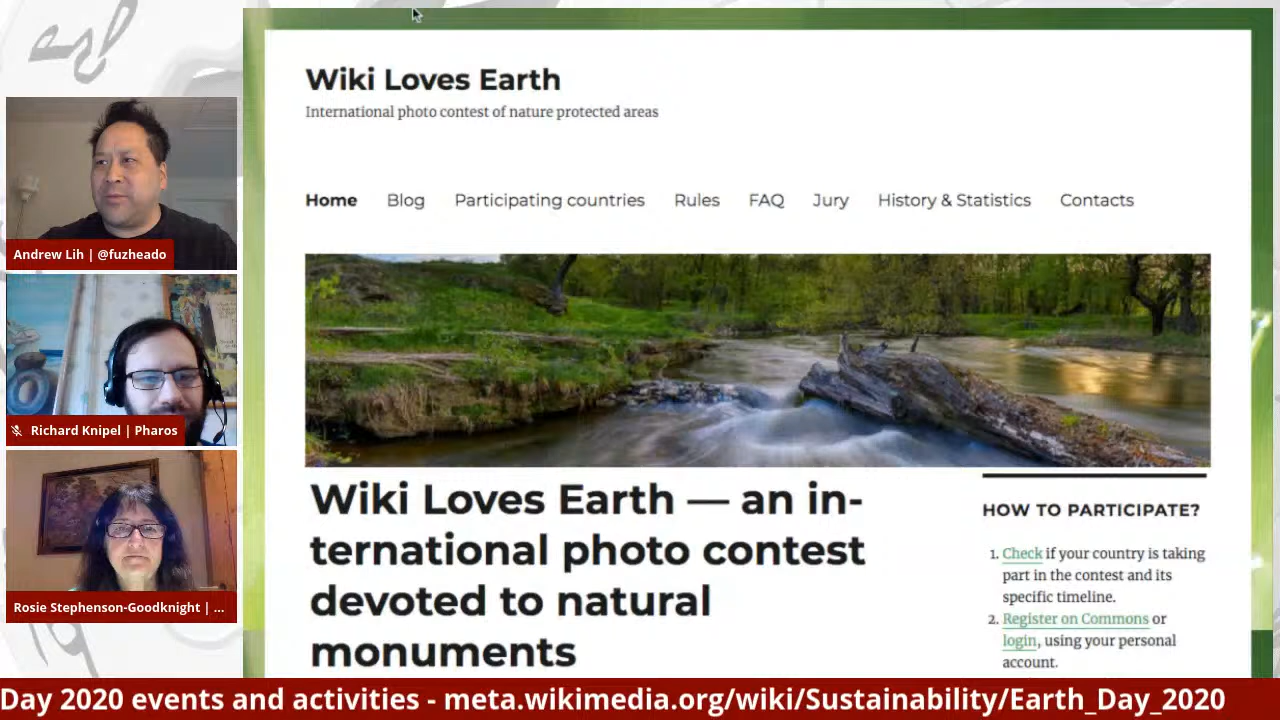 Wiki Loves Earth
International photo contest of nature protected areas
Home Blog Participating countries Rules FAQ Jury History & Statistics Contacts
Andrew Lih | @fuzheado
Richard Knipel | Pharos
Rosie Stephenson-Goodknight | ...
Wiki Loves Earth — an in-
ternational photo contest
devoted to natural
monuments
HOW TO PARTICIPATE?
1. Check if your country is taking
part in the contest and its
specific timeline.
2. Register on Commons or
login, using your personal
account.
Day 2020 events and activities - meta.wikimedia.org/wiki/Sustainability/Earth_Day_2020